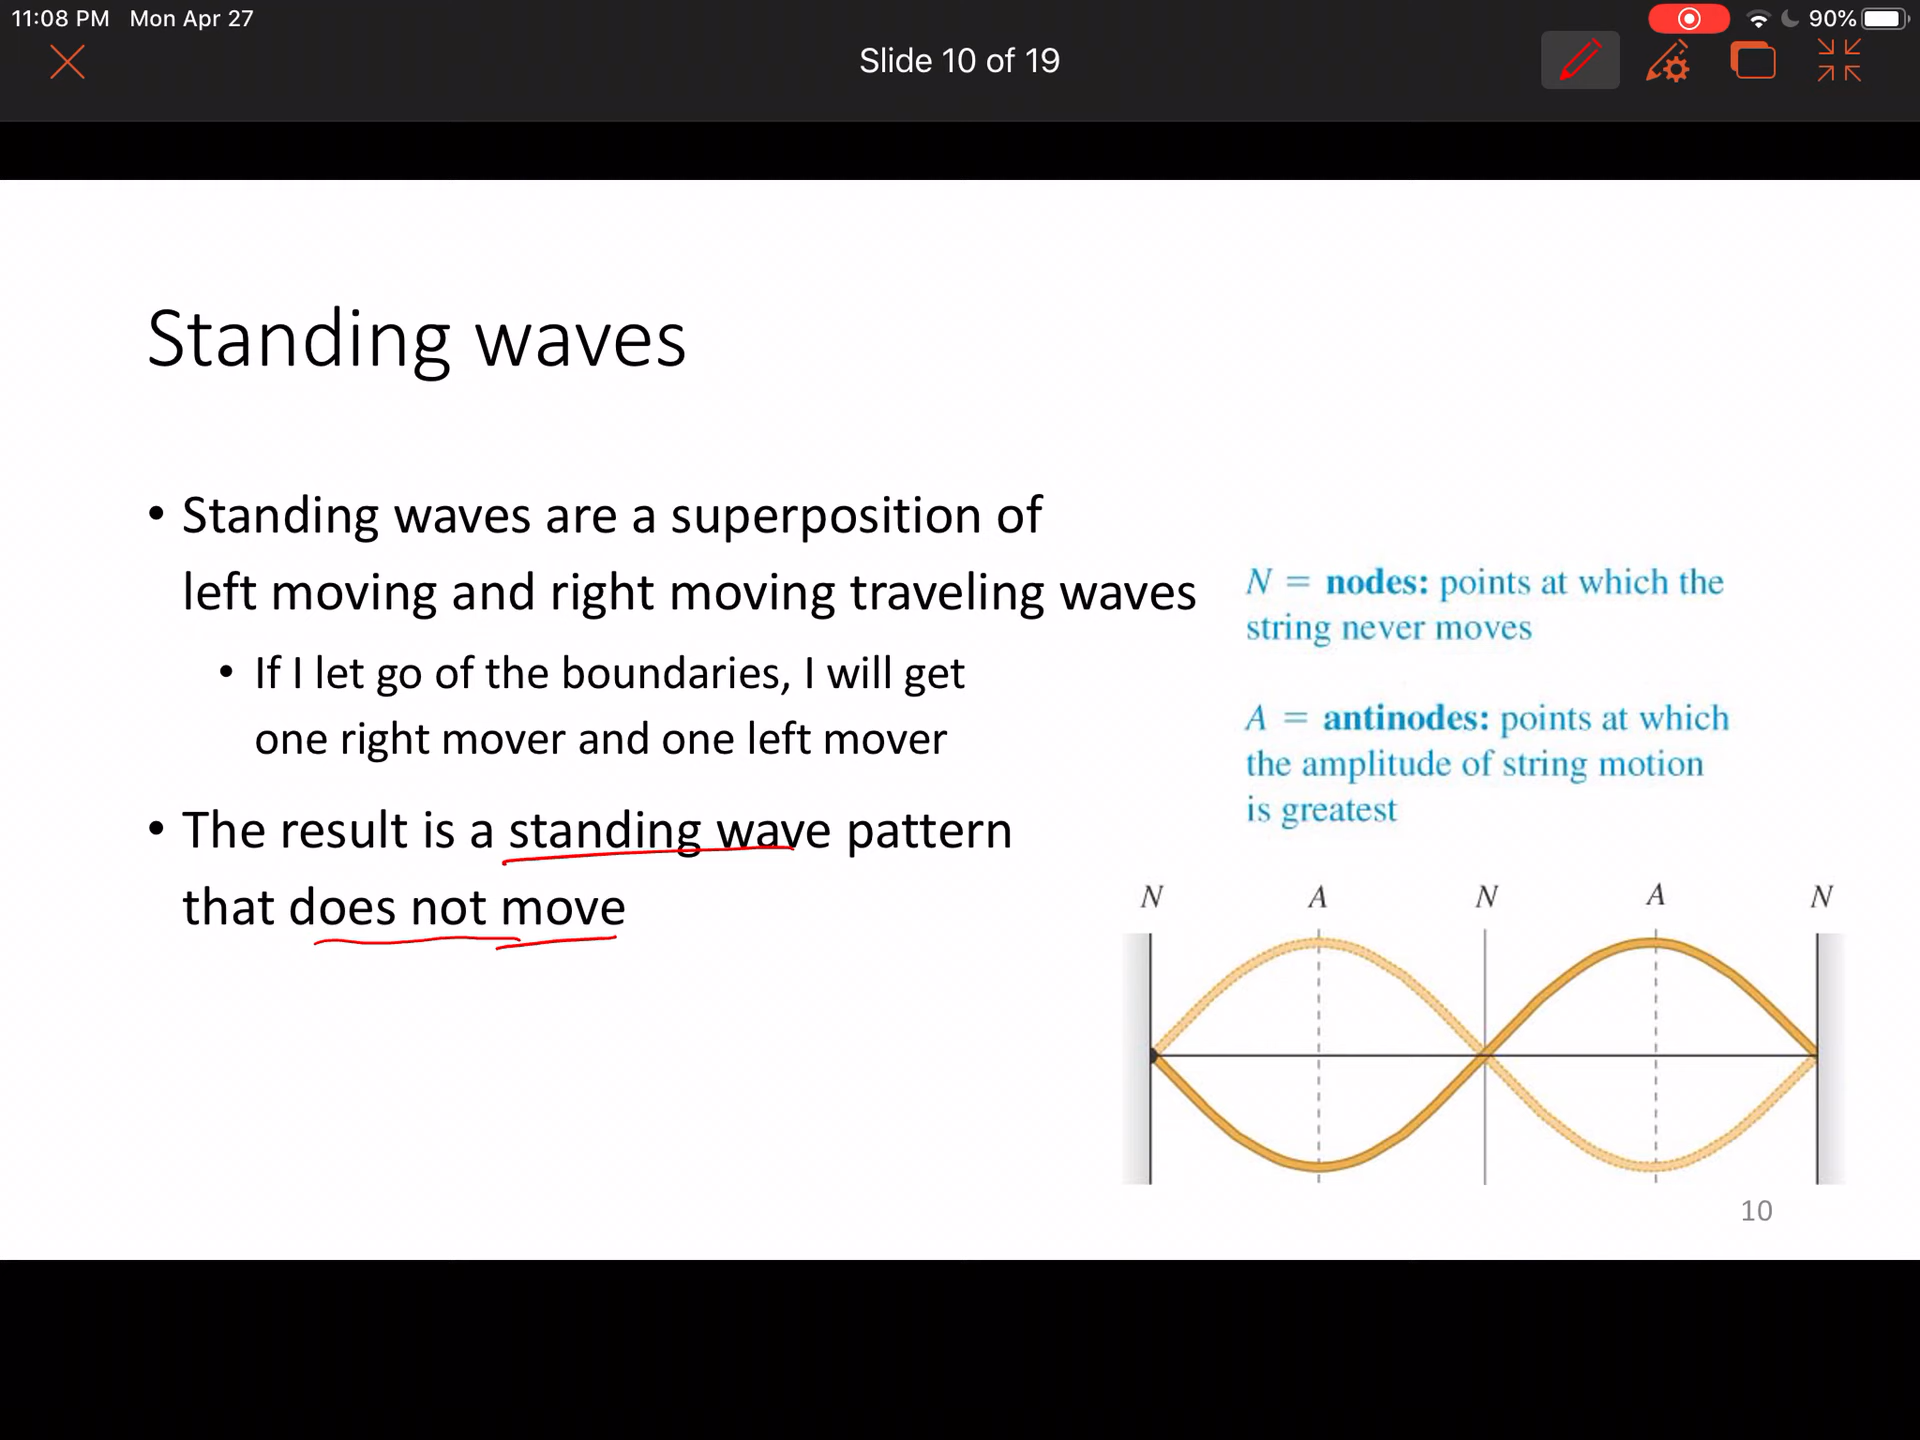 11:08 PM Mon Apr 27
90%
Slide 10 of 19
Standing waves
• Standing waves are a superposition of
left moving and right moving traveling waves
• If I let go of the boundaries, I will get
one right mover and one left mover
• The result is a standing wave pattern
that does not move
N = nodes: points at which the
string never moves
A = antinodes: points at which
the amplitude of string motion
is greatest
N A N A N
10